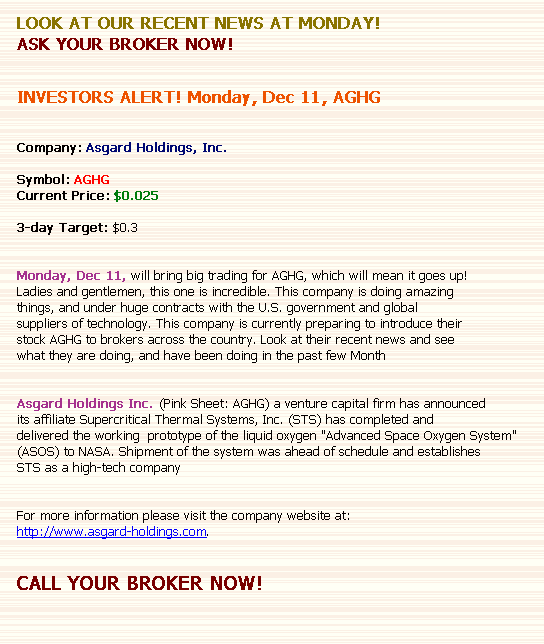 LOOK AT OUR RECENT NEWS AT MONDAY!
ASK YOUR BROKER NOW!
INVESTORS ALERT! Monday, Dec 11, AGHG
Company: Asgard Holdings, Inc.
Symbol: AGHG
Current Price: $0.025
3-day Target: $0.3
Monday, Dec 11, will bring big trading for AGHG, which will mean it goes up!
Ladies and gentlemen, this one is incredible. This company is doing amazing
things, and under huge contracts with the U.S. government and global
suppliers of technology. This company is currently preparing to introduce their
stock AGHG to brokers across the country. Look at their recent news and see
what they are doing, and have been doing in the past few Month
Asgard Holdings Inc. (Pink Sheet: AGHG) a venture capital firm has announced
its affiliate Supercritical Thermal Systems, Inc. (STS) has completed and
delivered the working prototype of the liquid oxygen "Advanced Space Oxygen System"
(ASOS) to NASA. Shipment of the system was ahead of schedule and establishes
STS as a high-tech company
For more information please visit the company website at:
http://www.asgard-holdings.com.
CALL YOUR BROKER NOW!